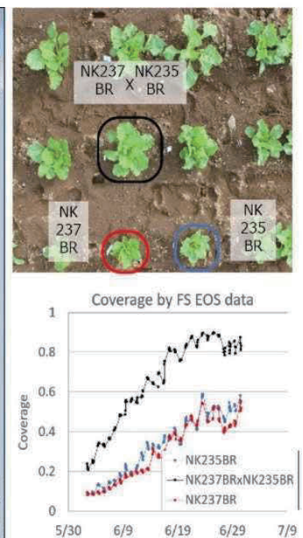 NK237 X NK235
BR BR
NK
237
BR
NK
235
BR
Coverage by FS EOS data
Coverage
1
0.8
0.6
0.4
0.2
0
NK235BR
NK237BRxNK235BR
NK237BR
5/30 6/9 6/19 6/29 7/9